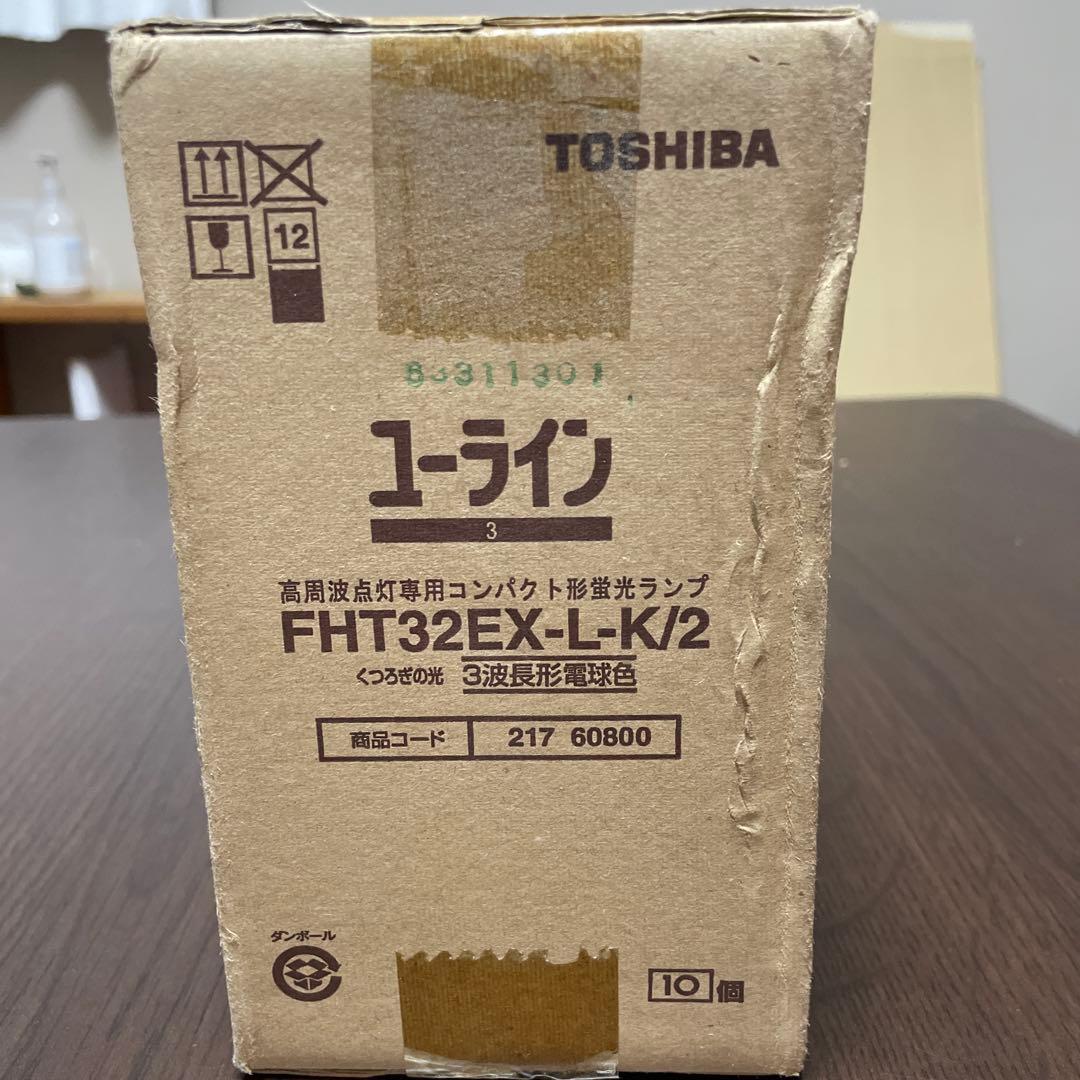 TOSHIBA
12
ユーライン
3
高周波点灯専用コンパクト形蛍光ランプ
FHT32EX-L-K/2
くつろぎの光 3波長形電球色
商品コード 217 60800
ダンボール
10個